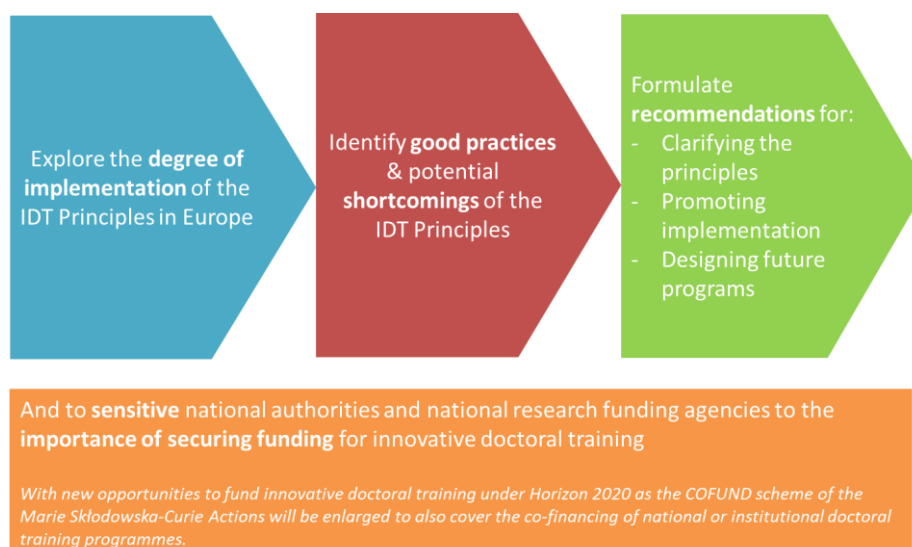 Explore the degree of
implementation of the
IDT Principles in Europe
Identify good practices
& potential
shortcomings of the
IDT Principles
Formulate
recommendations for:
- Clarifying the
principles
- Promoting
implementation
- Designing future
programs
And to sensitive national authorities and national research funding agencies to the
importance of securing funding for innovative doctoral training
With new opportunities to fund innovative doctoral training under Horizon 2020 as the COFUND scheme of the
Marie Skłodowska-Curie Actions will be enlarged to also cover the co-financing of national or institutional doctoral
training programmes.